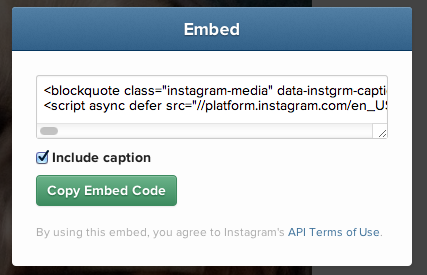 Embed
<blockquote class="instagram-media" data-instgrm-captio
<script async defer src="//platform.instagram.com/en_US
Include caption
Copy Embed Code
By using this embed, you agree to Instagram's API Terms of Use.